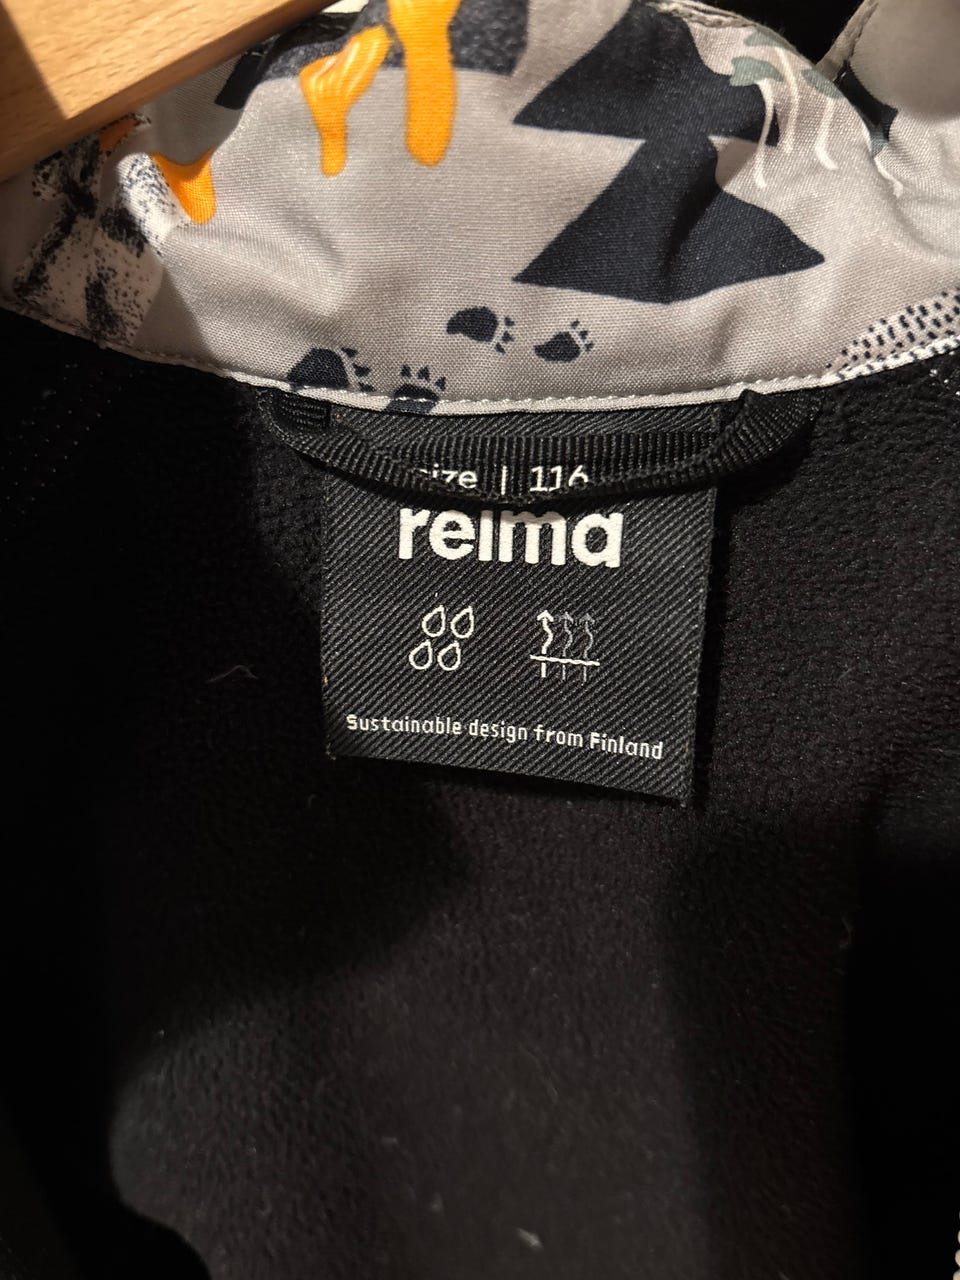 size | 116
reima
Sustainable design from Finland